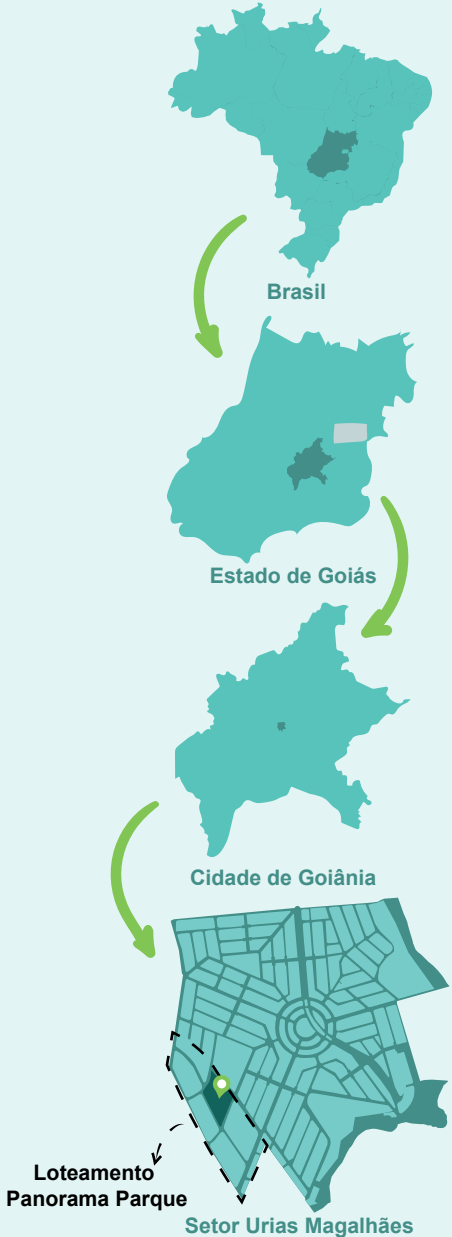 Brasil
Estado de Goiás
Cidade de Goiânia
Loteamento
Panorama Parque
Setor Urias Magalhães